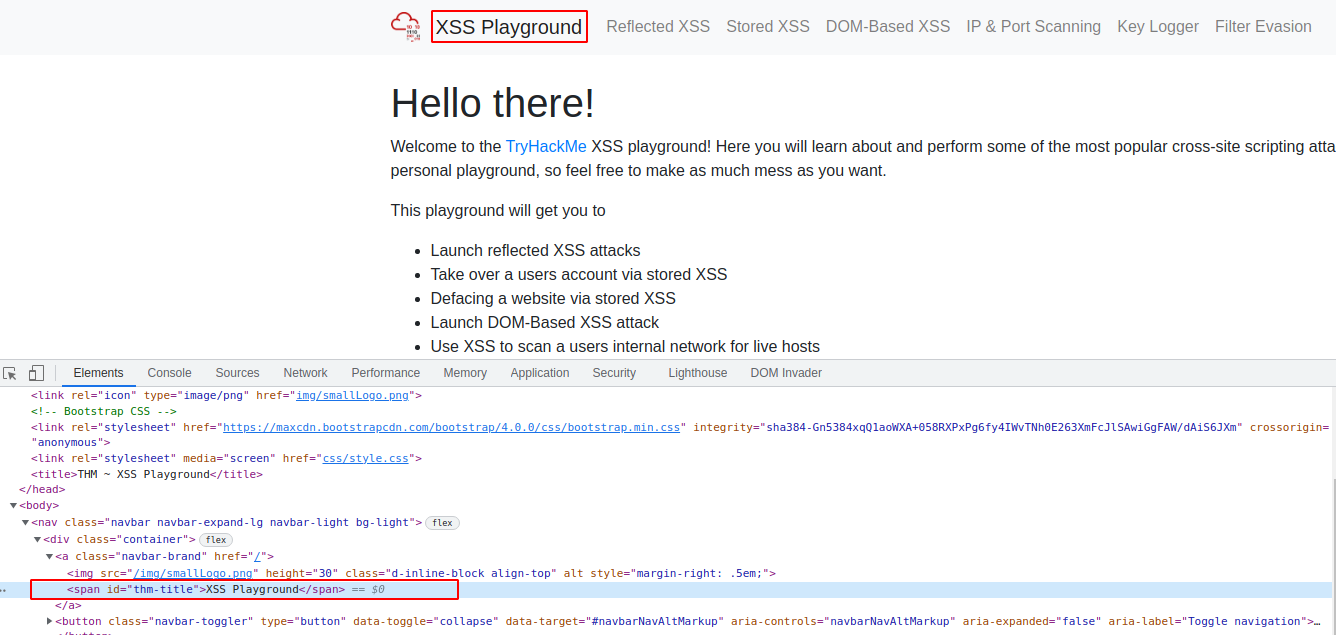 XSS Playground Reflected XSS Stored XSS DOM-Based XSS IP & Port Scanning Key Logger Filter Evasion
Hello there!
Welcome to the TryHackMe XSS playground! Here you will learn about and perform some of the most popular cross-site scripting atta
personal playground, so feel free to make as much mess as you want.
This playground will get you to
• Launch reflected XSS attacks
• Take over a users account via stored XSS
• Defacing a website via stored XSS
• Launch DOM-Based XSS attack
• Use XSS to scan a users internal network for live hosts
Elements Console Sources Network Performance Memory Application Security Lighthouse DOM Invader
<link rel="icon" type="image/png" href="img/smallLogo.png">
<!-- Bootstrap CSS -->
<link rel="stylesheet" href="https://maxcdn.bootstrapcdn.com/bootstrap/4.0.0/css/bootstrap.min.css" integrity="sha384-Gn5384xqQ1aoWXA+058RXPxPg6fy4IWvTNh0E263XmFcJlSAwiGgFAW/dAiS6JXm" crossorigin=
"anonymous">
<link rel="stylesheet" media="screen" href="css/style.css">
<title>THM ~ XSS Playground</title>
</head>
<body>
<nav class="navbar navbar-expand-lg navbar-light bg-light"> flex
<div class="container"> flex
<a class="navbar-brand" href="/">
<img src="/img/smallLogo.png" height="30" class="d-inline-block align-top" alt style="margin-right: .5em;">
<span id="thm-title">XSS Playground</span> == $0
</a>
<button class="navbar-toggler" type="button" data-toggle="collapse" data-target="#navbarNavAltMarkup" aria-controls="navbarNavAltMarkup" aria-expanded="false" aria-label="Toggle navigation">…